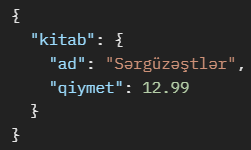 {
  "kitab": {
    "ad": "Sərgüzəştlər",
    "qiymet": 12.99
  }
}